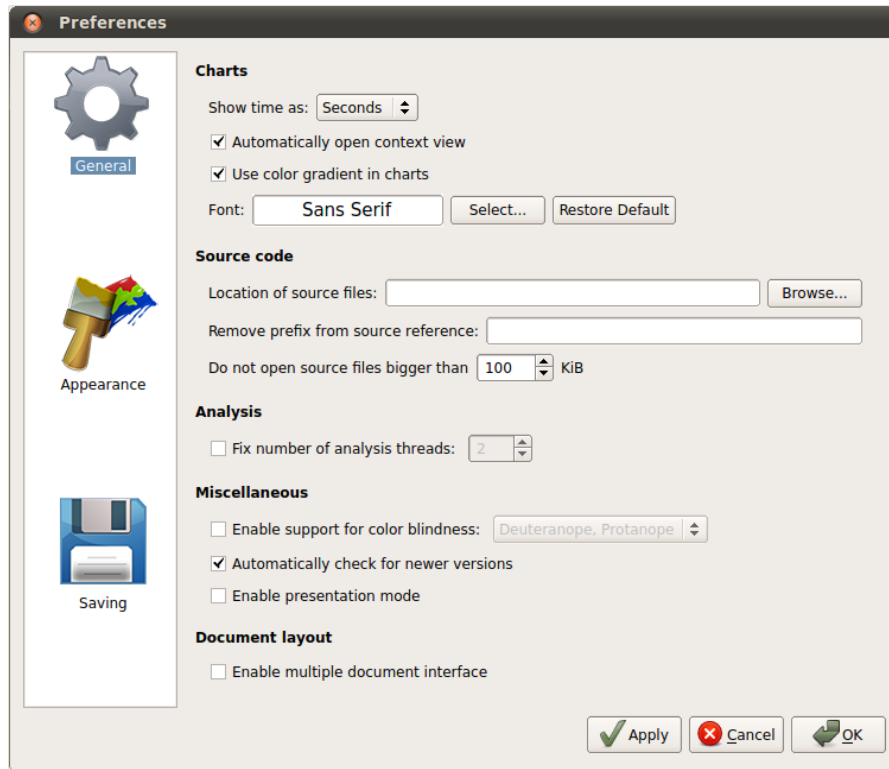 Preferences
General
Appearance
Saving
Charts
Show time as: Seconds
Automatically open context view
Use color gradient in charts
Font: Sans Serif Select... Restore Default
Source code
Location of source files: Browse...
Remove prefix from source reference:
Do not open source files bigger than 100 KiB
Analysis
Fix number of analysis threads: 2
Miscellaneous
Enable support for color blindness: Deuteranope, Protanope
Automatically check for newer versions
Enable presentation mode
Document layout
Enable multiple document interface
Apply Cancel OK